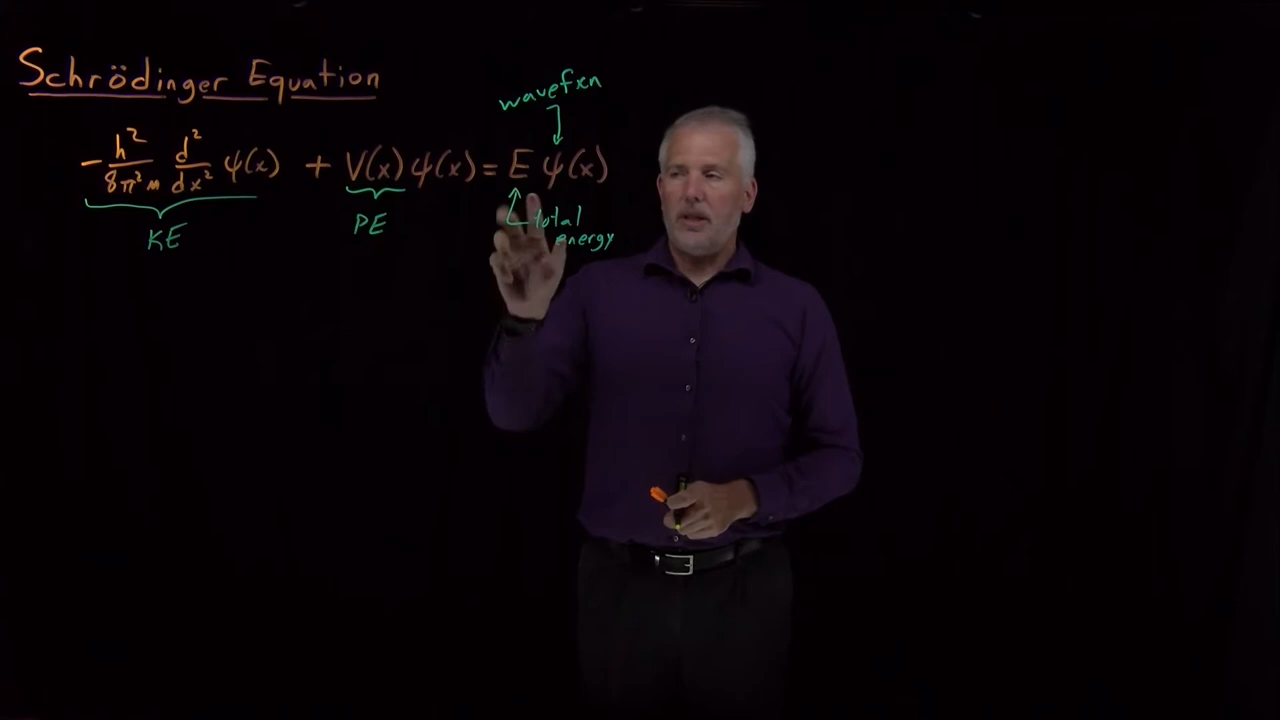 Schrödinger Equation
wavefxn
-h²/8π²m d²/dx² ψ(x) + V(x) ψ(x) = E ψ(x)
KE
PE
total
energy